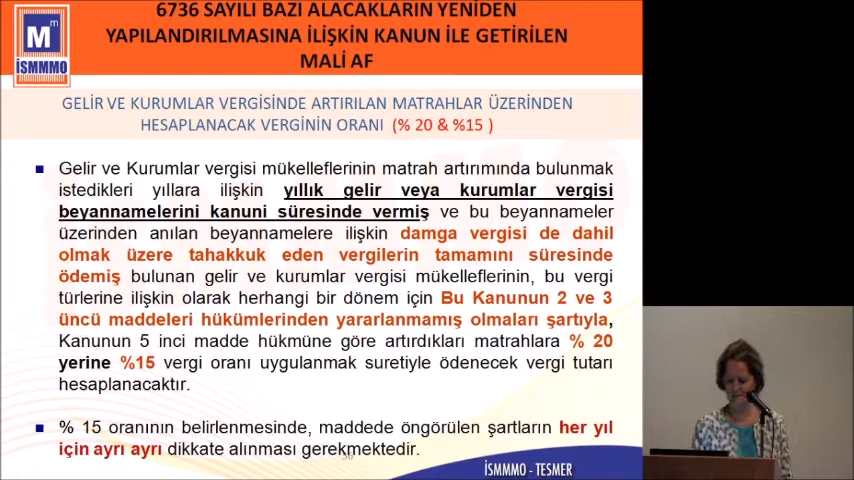 6736 SAYILI BAZI ALACAKLARIN YENİDEN
YAPILANDIRILMASINA İLİŞKİN KANUN İLE GETİRİLEN
MALİ AF
Mm
İSMMMO
GELİR VE KURUMLAR VERGİSİNDE ARTIRILAN MATRAHLAR ÜZERİNDEN
HESAPLANACAK VERGİNİN ORANI (% 20 & %15 )
Gelir ve Kurumlar vergisi mükelleflerinin matrah artırımında bulunmak
istedikleri yıllara ilişkin yıllık gelir veya kurumlar vergisi
beyannamelerini kanuni süresinde vermiş ve bu beyannameler
üzerinden anılan beyannamelere ilişkin damga vergisi de dahil
olmak üzere tahakkuk eden vergilerin tamamını süresinde
ödemiş bulunan gelir ve kurumlar vergisi mükelleflerinin, bu vergi
türlerine ilişkin olarak herhangi bir dönem için Bu Kanunun 2 ve 3
üncü maddeleri hükümlerinden yararlanmamış olmaları şartıyla,
Kanunun 5 inci madde hükmüne göre artırdıkları matrahlara % 20
yerine %15 vergi oranı uygulanmak suretiyle ödenecek vergi tutarı
hesaplanacaktır.
% 15 oranının belirlenmesinde, maddede öngörülen şartların her yıl
için ayrı ayrı dikkate alınması gerekmektedir.
İSMMMO - TESMER